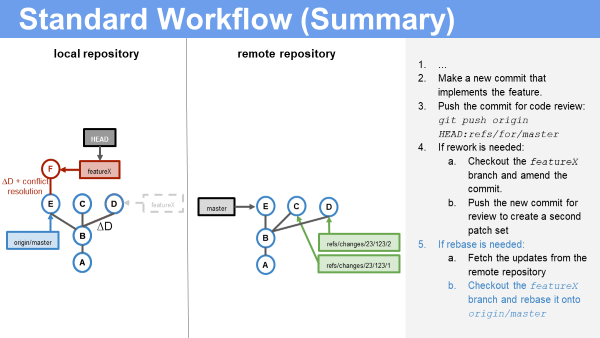 Standard Workflow (Summary)
local repository
HEAD
F
featureX
ΔD + conflict
resolution
E
C
D
featureX
ΔD
origin/master
B
A
remote repository
master
E
C
D
B
refs/changes/23/123/2
A
refs/changes/23/123/1
1. ...
2. Make a new commit that
implements the feature.
3. Push the commit for code review:
git push origin
HEAD:refs/for/master
4. If rework is needed:
a. Checkout the featureX
branch and amend the
commit.
b. Push the new commit for
review to create a second
patch set
5. If rebase is needed:
a. Fetch the updates from the
remote repository
b. Checkout the featureX
branch and rebase it onto
origin/master